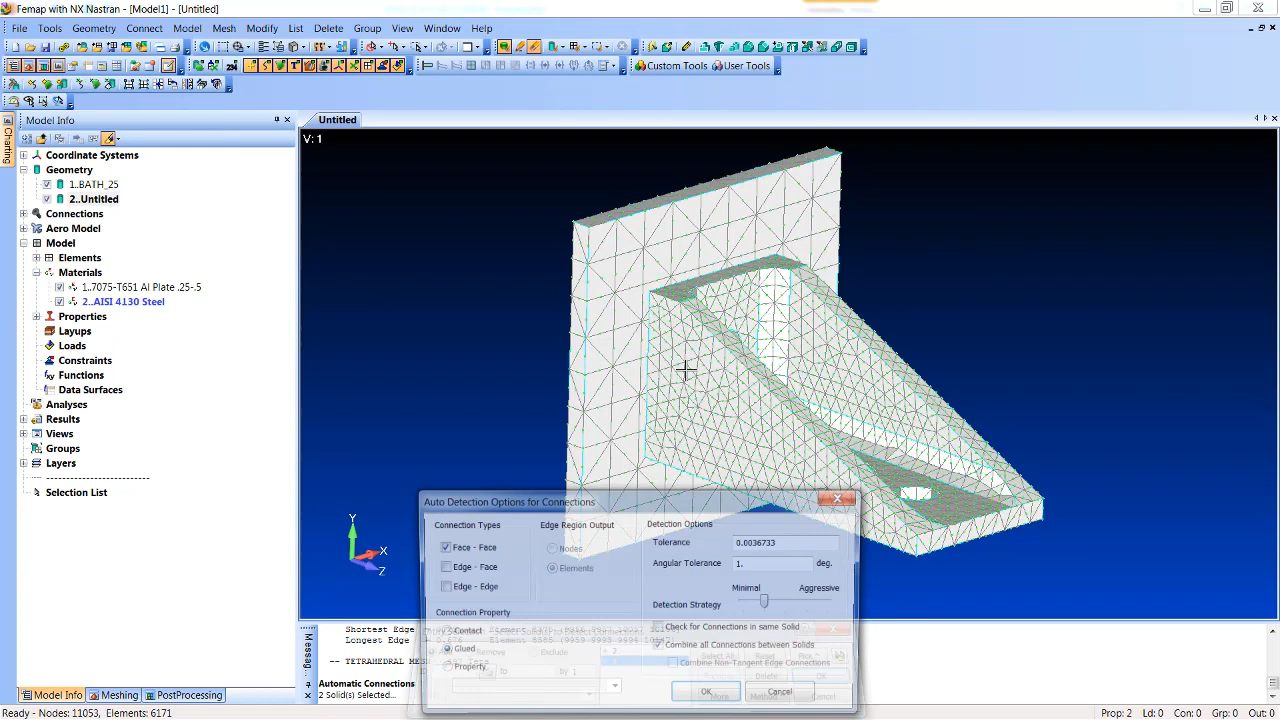 Femap with NX Nastran - [Model1] - [Untitled]
File Tools Geometry Connect Model Mesh Modify List Delete Group View Window Help
Custom Tools User Tools
Model Info
Untitled
Charting
V: 1
Coordinate Systems
Geometry
1..BATH_25
2..Untitled
Connections
Aero Model
Model
Elements
Materials
1..7075-T651 Al Plate .25-.5
2..AISI 4130 Steel
Properties
Layups
Loads
Constraints
Functions
Data Surfaces
Analyses
Results
Views
Groups
Layers
Selection List
Y
X
Z
Auto Detection Options for Connections
Connection Types
Face - Face
Edge - Face
Edge - Edge
Edge Region Output
Nodes
Elements
Detection Options
Tolerance 0.0036733
Angular Tolerance 1. deg.
Minimal Aggressive
Detection Strategy
Check for Connections in same Solid
Combine all Connections between Solids
Combine Non-Tangent Edge Connections
Connection Property
Contact
Glued
Property
OK Cancel
Shortest Edge
Longest Edge
-- TETRAHEDRAL MESH
Automatic Connections
2 Solid(s) Selected...
Model Info Meshing PostProcessing
Ready - Nodes: 11053 Elements: 6171
Prop: 2 Ld: 0 Con: 0 Grp: 0 Out: 0